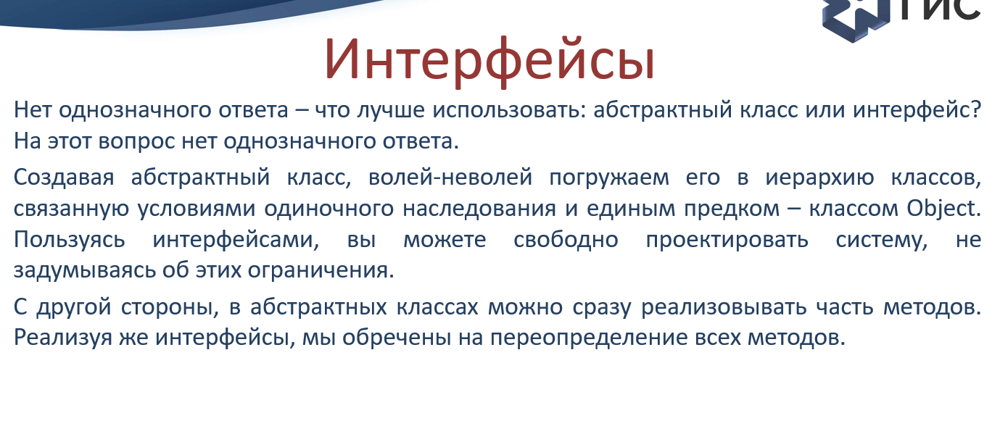 ГИС
Интерфейсы
Нет однозначного ответа – что лучше использовать: абстрактный класс или интерфейс?
На этот вопрос нет однозначного ответа.
Создавая абстрактный класс, волей-неволей погружаем его в иерархию классов,
связанную условиями одиночного наследования и единым предком – классом Object.
Пользуясь интерфейсами, вы можете свободно проектировать систему, не
задумываясь об этих ограничения.
С другой стороны, в абстрактных классах можно сразу реализовывать часть методов.
Реализуя же интерфейсы, мы обречены на переопределение всех методов.